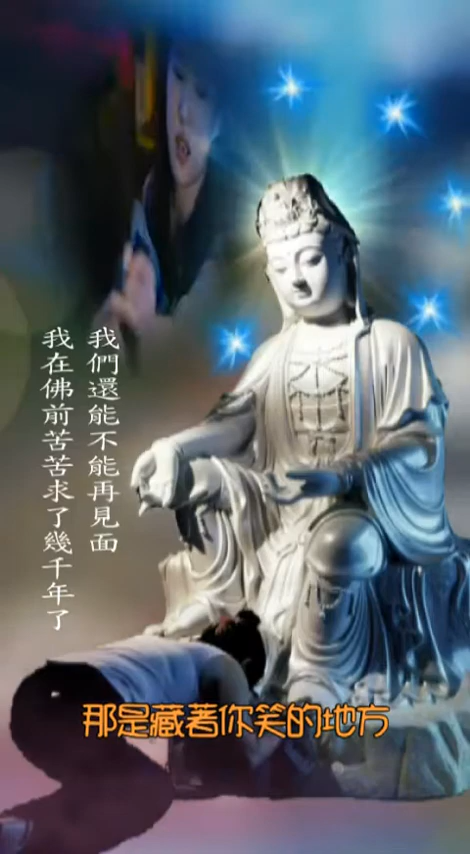 我們還能不能再見面
我在佛前苦苦求了幾千年了
那是藏著你笑的地方